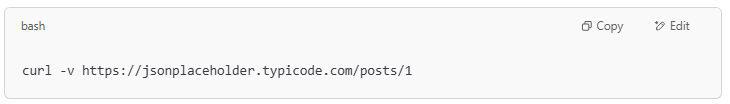 bash Copy Edit
curl -v https://jsonplaceholder.typicode.com/posts/1